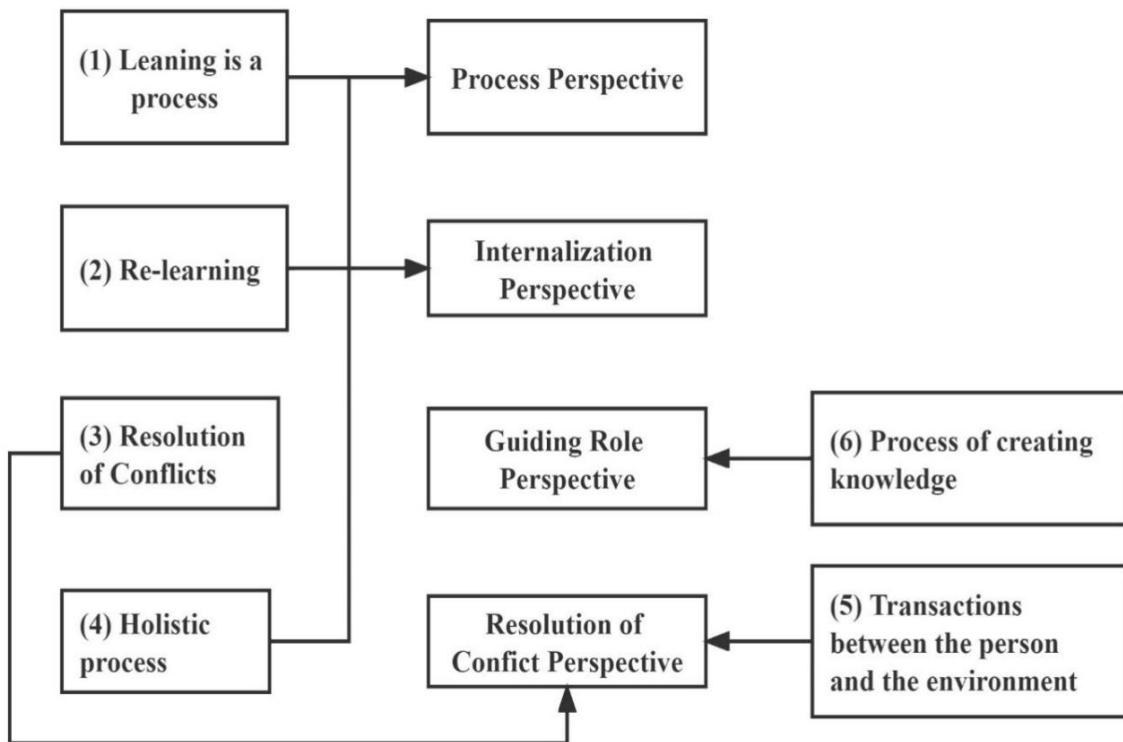 (1) Leaning is a
process
Process Perspective
(2) Re-learning
Internalization
Perspective
(3) Resolution
of Conflicts
Guiding Role
Perspective
(6) Process of creating
knowledge
(4) Holistic
process
Resolution of
Confict Perspective
(5) Transactions
between the person
and the environment